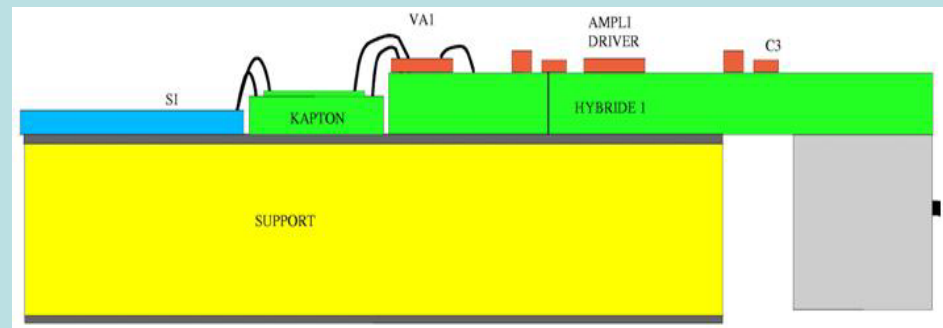 VA1
AMPLI
DRIVER
C3
SI
KAPTON
HYBRIDE 1
SUPPORT